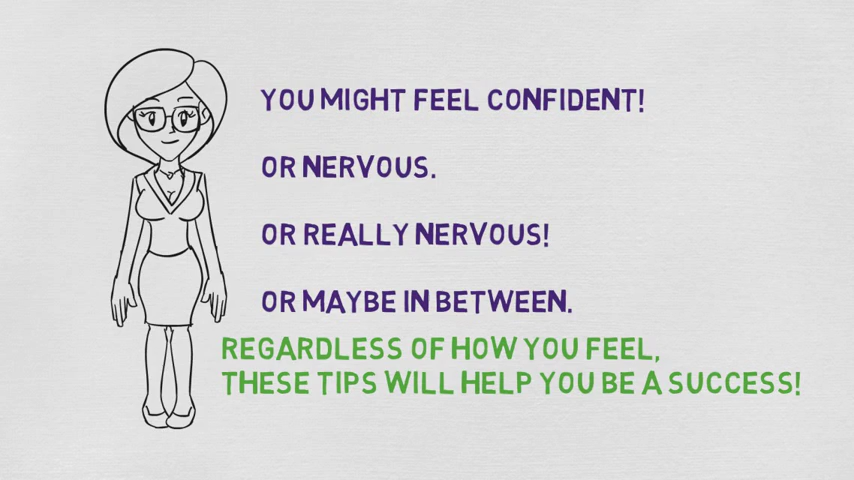 YOU MIGHT FEEL CONFIDENT!
OR NERVOUS.
OR REALLY NERVOUS!
OR MAYBE IN BETWEEN.
REGARDLESS OF HOW YOU FEEL,
THESE TIPS WILL HELP YOU BE A SUCCESS!